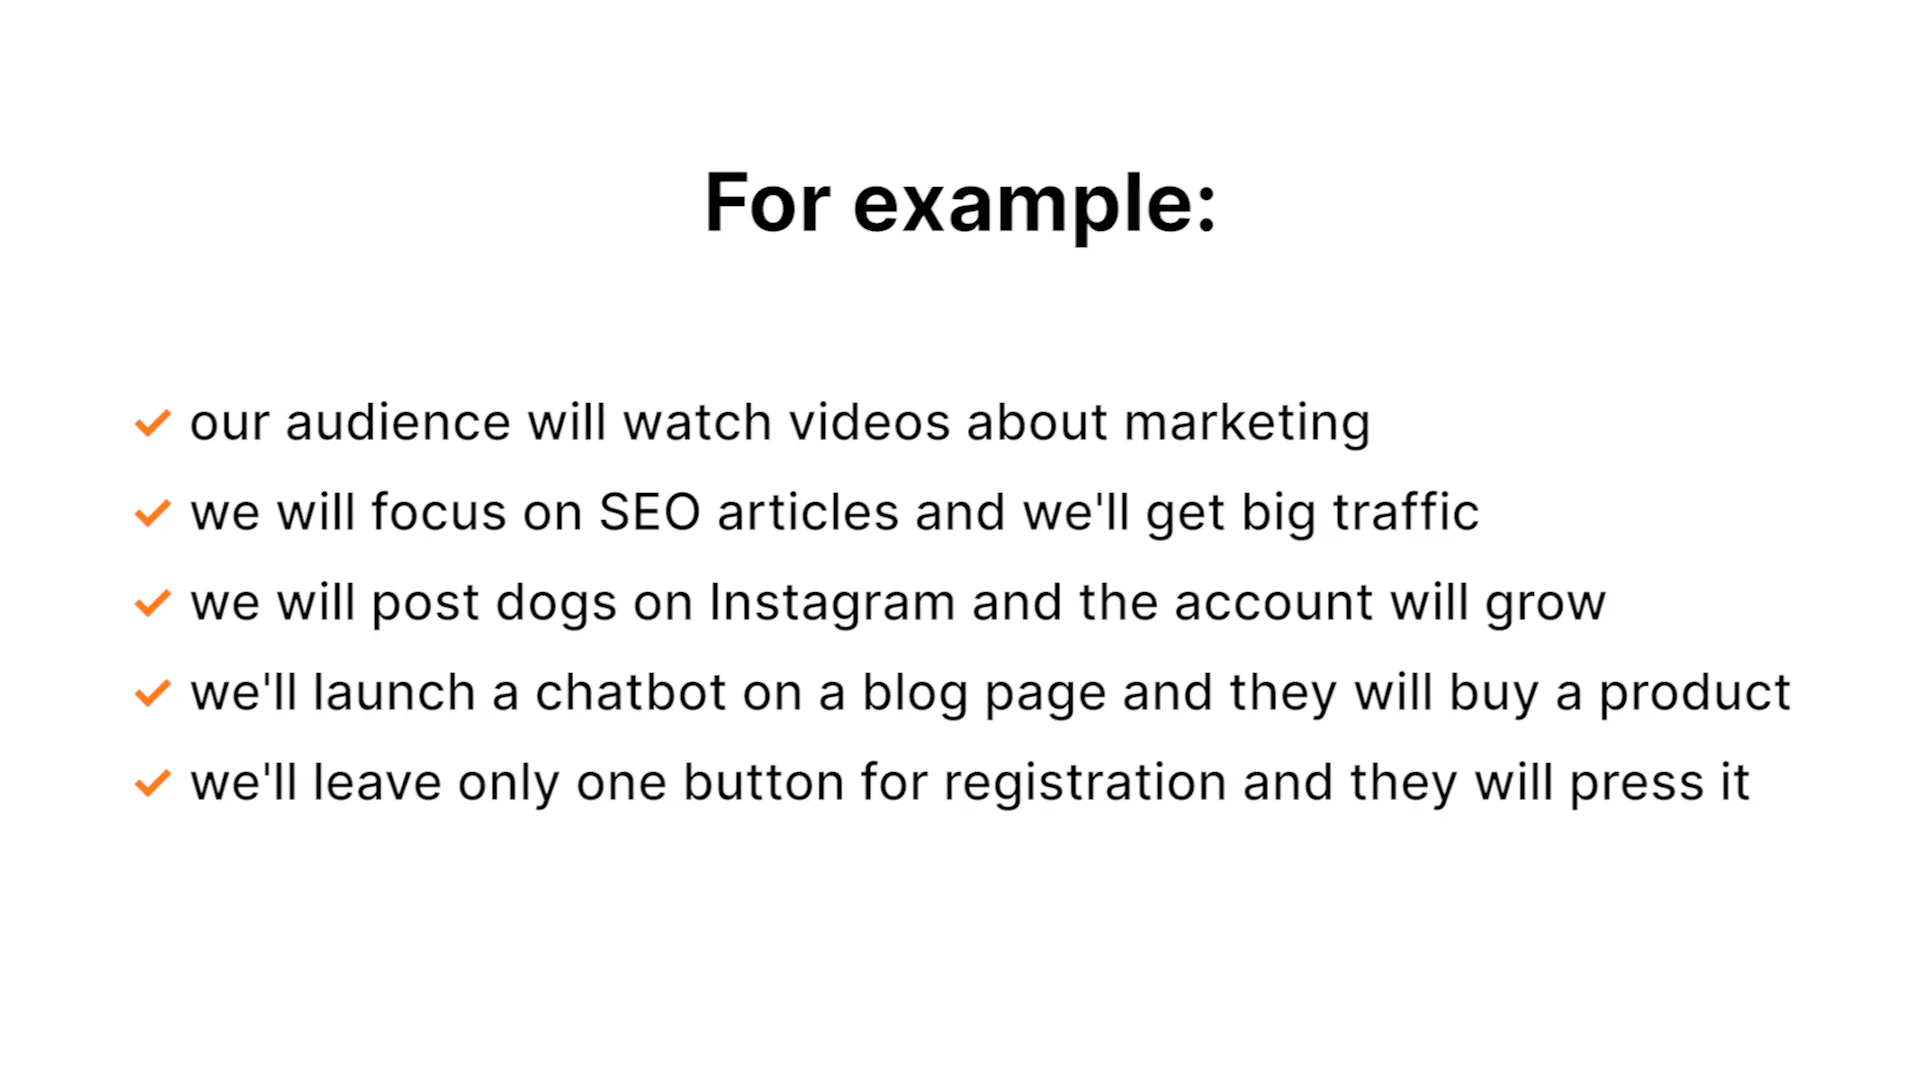 For example:
our audience will watch videos about marketing
we will focus on SEO articles and we'll get big traffic
we will post dogs on Instagram and the account will grow
we'll launch a chatbot on a blog page and they will buy a product
we'll leave only one button for registration and they will press it